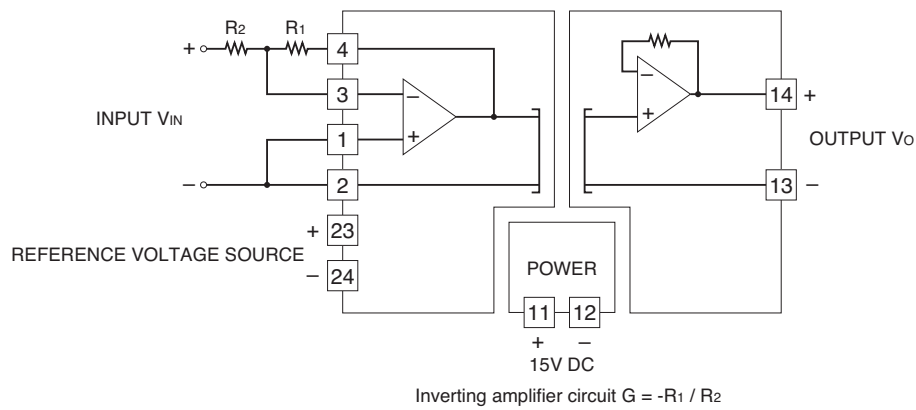 R2 R1
4
+
3
−
14 +
INPUT VIN
1
+
−
+
OUTPUT VO
− 2
13 −
+ 23
REFERENCE VOLTAGE SOURCE
− 24
POWER
11 12
+ −
15V DC
Inverting amplifier circuit G = -R1 / R2